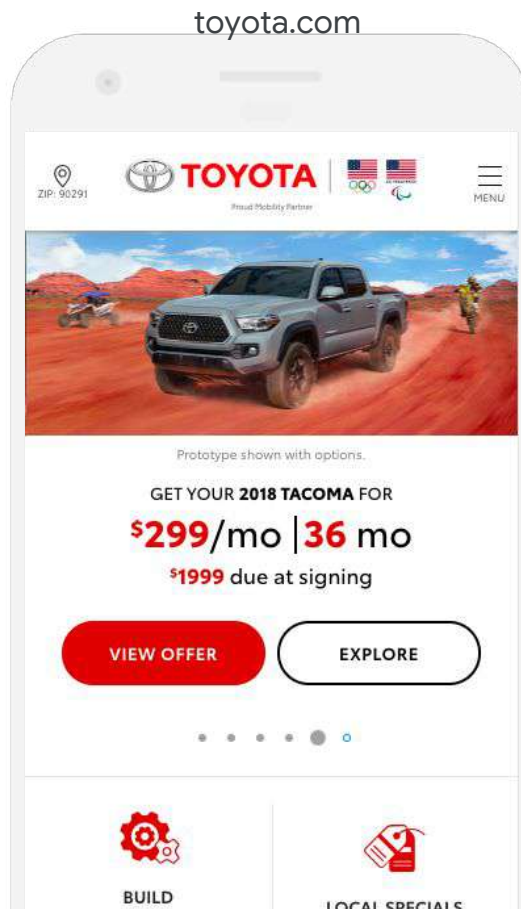 toyota.com
ZIP: 90291
TOYOTA
Proud Mobility Partner
MENU
Prototype shown with options.
GET YOUR 2018 TACOMA FOR
$299/mo | 36 mo
$1999 due at signing
VIEW OFFER
EXPLORE
BUILD
LOCAL SPECIALS